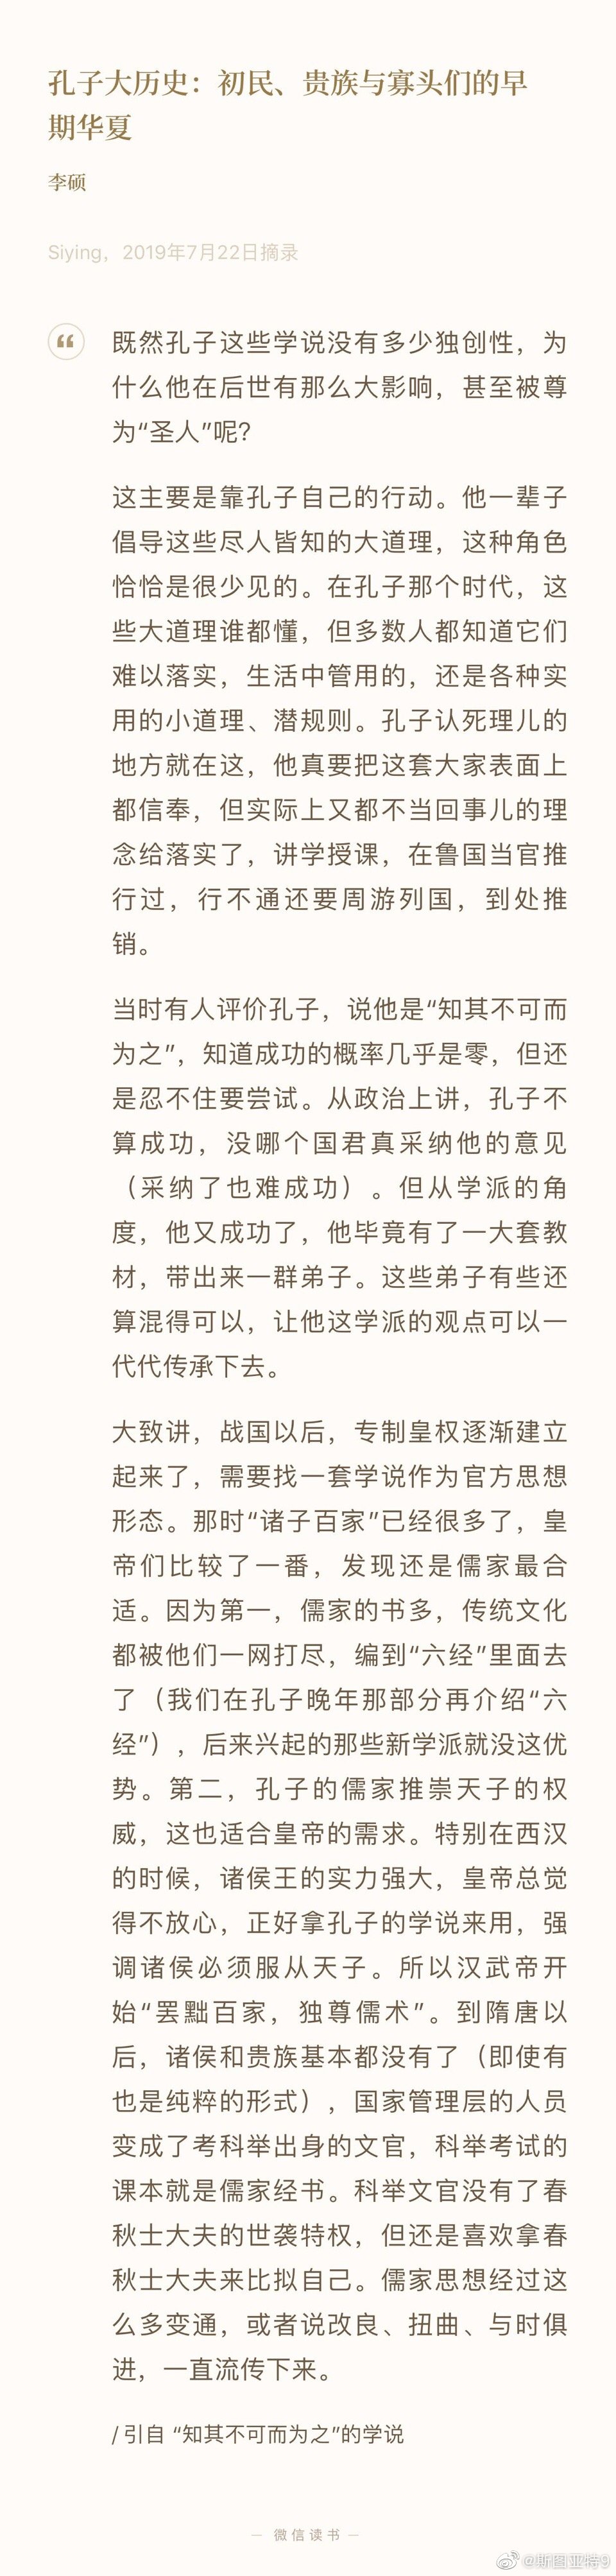 孔子大历史：初民、贵族与寡头们的早
期华夏
李硕
Siying，2019年7月22日摘录
“
既然孔子这些学说没有多少独创性，为
什么他在后世有那么大影响，甚至被尊
为“圣人”呢？
这主要是靠孔子自己的行动。他一辈子
倡导这些尽人皆知的大道理，这种角色
恰恰是很少见的。在孔子那个时代，这
些大道理谁都懂，但多数人都知道它们
难以落实，生活中管用的，还是各种实
用的小道理、潜规则。孔子认死理儿的
地方就在这，他真要把这套大家表面上
都信奉，但实际上又都不当回事儿的理
念给落实了，讲学授课，在鲁国当官推
行过，行不通还要周游列国，到处推
销。
当时有人评价孔子，说他是“知其不可而
为之”，知道成功的概率几乎是零，但还
是忍不住要尝试。从政治上讲，孔子不
算成功，没哪个国君真采纳他的意见
（采纳了也难成功）。但从学派的角
度，他又成功了，他毕竟有了一大套教
材，带出来一群弟子。这些弟子有些还
算混得可以，让他这学派的观点可以一
代代传承下去。
大致讲，战国以后，专制皇权逐渐建立
起来了，需要找一套学说作为官方思想
形态。那时“诸子百家”已经很多了，皇
帝们比较了一番，发现还是儒家最合
适。因为第一，儒家的书多，传统文化
都被他们一网打尽，编到“六经”里面去
了（我们在孔子晚年那部分再介绍“六
经”），后来兴起的那些新学派就没这优
势。第二，孔子的儒家推崇天子的权
威，这也适合皇帝的需求。特别在西汉
的时候，诸侯王的实力强大，皇帝总觉
得不放心，正好拿孔子的学说来用，强
调诸侯必须服从天子。所以汉武帝开
始“罢黜百家，独尊儒术”。到隋唐以
后，诸侯和贵族基本都没有了（即使有
也是纯粹的形式），国家管理层的人员
变成了考科举出身的文官，科举考试的
课本就是儒家经书。科举文官没有了春
秋士大夫的世袭特权，但还是喜欢拿春
秋士大夫来比拟自己。儒家思想经过这
么多变通，或者说改良、扭曲、与时俱
进，一直流传下来。
/ 引自 “知其不可而为之”的学说
— 微信读书 —
@斯图亚特9